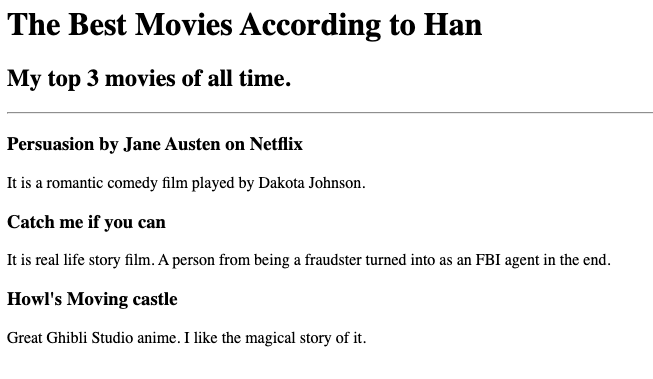 The Best Movies According to Han
My top 3 movies of all time.
Persuasion by Jane Austen on Netflix
It is a romantic comedy film played by Dakota Johnson.
Catch me if you can
It is real life story film. A person from being a fraudster turned into as an FBI agent in the end.
Howl's Moving castle
Great Ghibli Studio anime. I like the magical story of it.